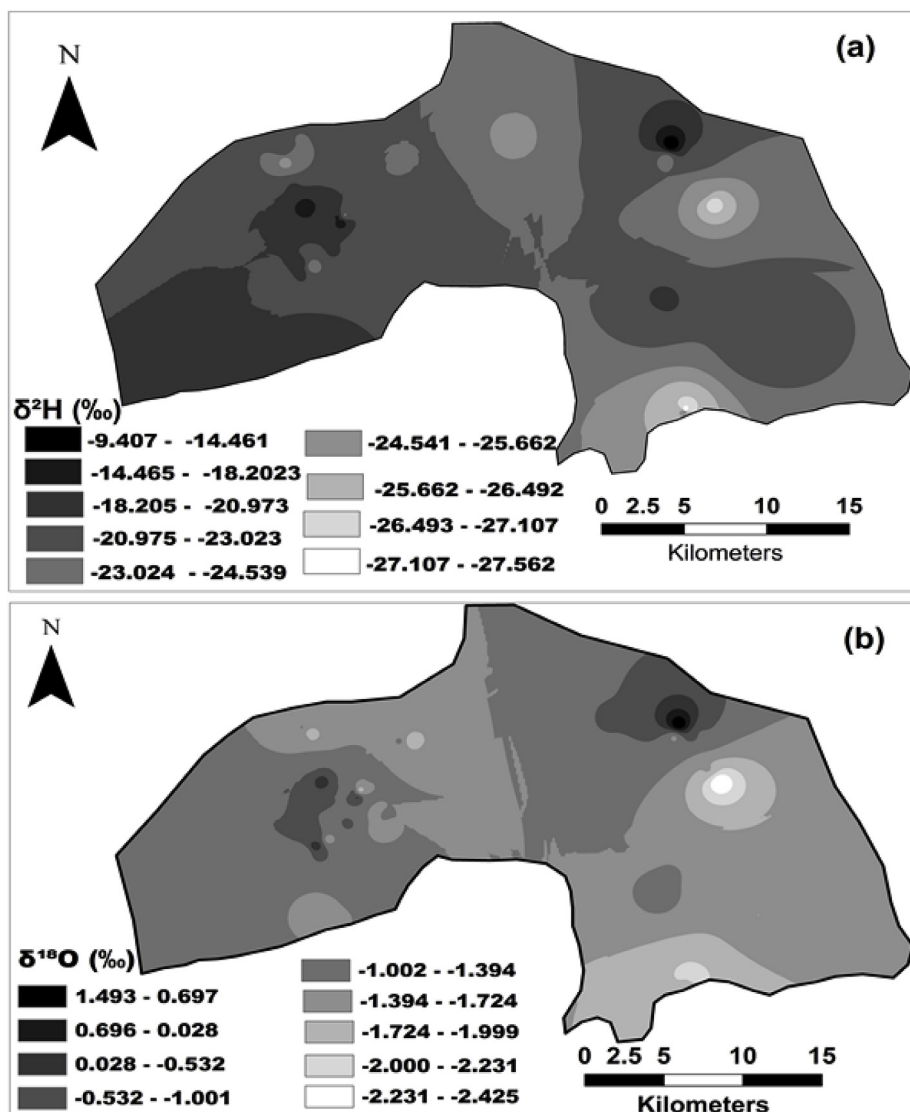 (a)
N
δ²H (‰)
-9.407 - -14.461
-14.465 - -18.2023
-18.205 - -20.973
-20.975 - -23.023
-23.024 - -24.539
-24.541 - -25.662
-25.662 - -26.492
-26.493 - -27.107
-27.107 - -27.562
0 2.5 5 10 15
Kilometers
(b)
N
δ¹⁸O (‰)
1.493 - 0.697
0.696 - 0.028
0.028 - -0.532
-0.532 - -1.001
-1.002 - -1.394
-1.394 - -1.724
-1.724 - -1.999
-2.000 - -2.231
-2.231 - -2.425
0 2.5 5 10 15
Kilometers